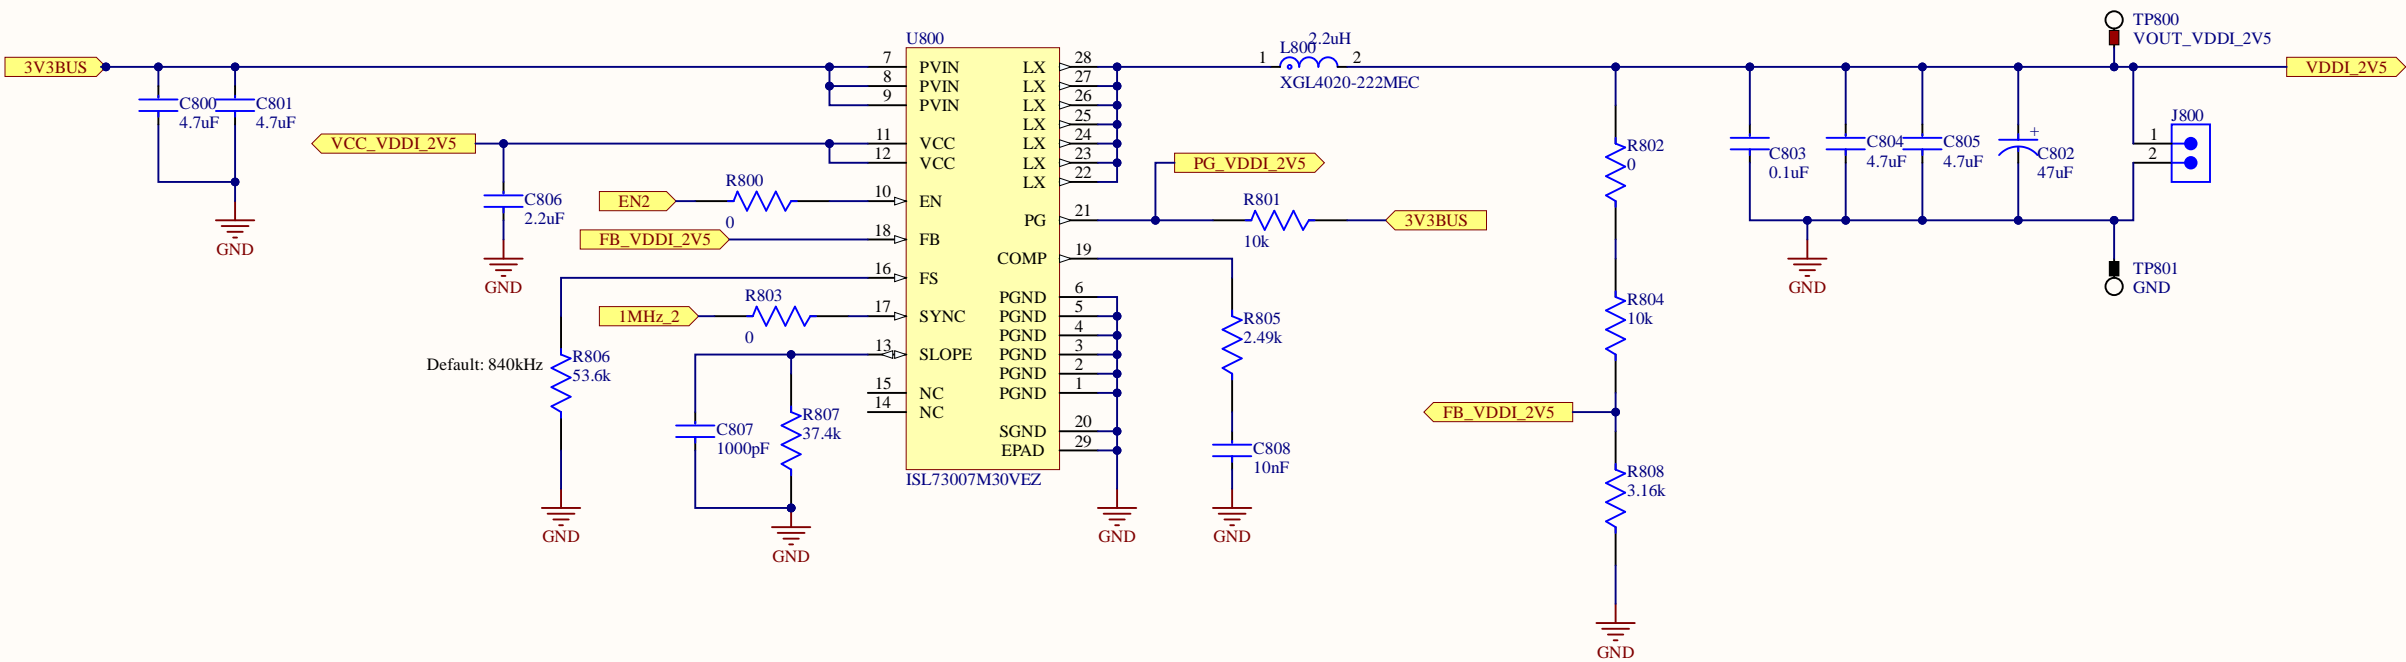 TP800
VOUT_VDDI_2V5
3V3BUS
C800
4.7uF
C801
4.7uF
GND
VCC_VDDI_2V5
C806
2.2uF
GND
EN2
R800
0
FB_VDDI_2V5
1MHz_2
R803
0
Default: 840kHz
R806
53.6k
GND
C807
1000pF
R807
37.4k
GND
U800
7 PVIN
8 PVIN
9 PVIN
11 VCC
12 VCC
10 EN
18 FB
16 FS
17 SYNC
13 SLOPE
15 NC
14 NC
LX 28
LX 27
LX 26
LX 25
LX 24
LX 23
LX 22
PG 21
COMP 19
PGND 6
PGND 5
PGND 4
PGND 3
PGND 2
PGND 1
SGND 20
EPAD 29
ISL73007M30VEZ
GND
1
L800
2.2uH
2
XGL4020-222MEC
PG_VDDI_2V5
R801
10k
3V3BUS
R805
2.49k
C808
10nF
GND
R802
0
R804
10k
FB_VDDI_2V5
R808
3.16k
GND
C803
0.1uF
C804
4.7uF
C805
4.7uF
+
C802
47uF
GND
VDDI_2V5
J800
1
2
TP801
GND